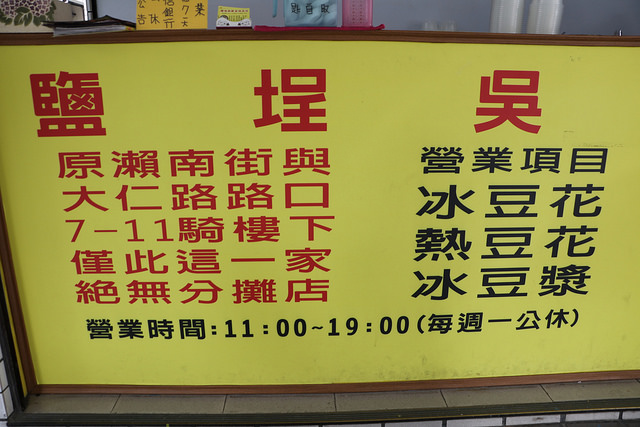 鹽埕 吳
原瀨南街與
大仁路路口
7-11騎樓下
僅此這一家
絕無分攤店
營業項目
冰豆花
熱豆花
冰豆漿
營業時間:11:00~19:00(每週一公休)